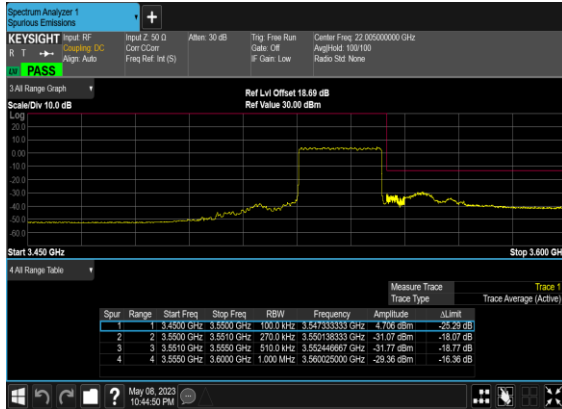 Spectrum Analyzer 1
Spurious Emissions
+
KEYSIGHT Input: RF Input Z: 50 Ω Atten: 30 dB Trig: Free Run Center Freq: 22.005000000 GHz
R T Coupling: DC Corr CCorr Gate: Off Avg|Hold: 100/100
Align: Auto Freq Ref: Int (S) IF Gain: Low Radio Std: None
LXI PASS
3 All Range Graph
Ref Lvl Offset 18.69 dB
Scale/Div 10.0 dB Ref Value 30.00 dBm
Log
20.0
10.0
0.00
-10.0
-20.0
-30.0
-40.0
-50.0
-60.0
Start 3.450 GHz Stop 3.600 GH
4 All Range Table
Measure Trace Trace 1
Trace Type Trace Average (Active)
Spur Range Start Freq Stop Freq RBW Frequency Amplitude ΔLimit
1 1 3.4500 GHz 3.5500 GHz 100.0 kHz 3.547333333 GHz 4.706 dBm -25.29 dB
2 2 3.5500 GHz 3.5510 GHz 270.0 kHz 3.550138333 GHz -31.07 dBm -18.07 dB
3 3 3.5510 GHz 3.5550 GHz 510.0 kHz 3.552446667 GHz -31.77 dBm -18.77 dB
4 4 3.5550 GHz 3.6000 GHz 1.000 MHz 3.560025000 GHz -29.36 dBm -16.36 dB
? May 08, 2023
10:44:50 PM